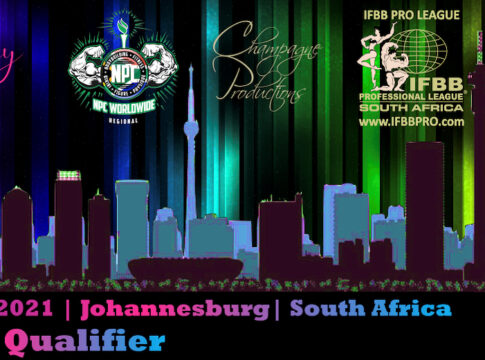 y
NPC
NPC WORLDWIDE
REGIONAL
Champagne
Productions
IFBB PRO LEAGUE
IFBB
PROFESSIONAL LEAGUE
SOUTH AFRICA
www.IFBBPRO.com
2021 | Johannesburg| South Africa
Qualifier